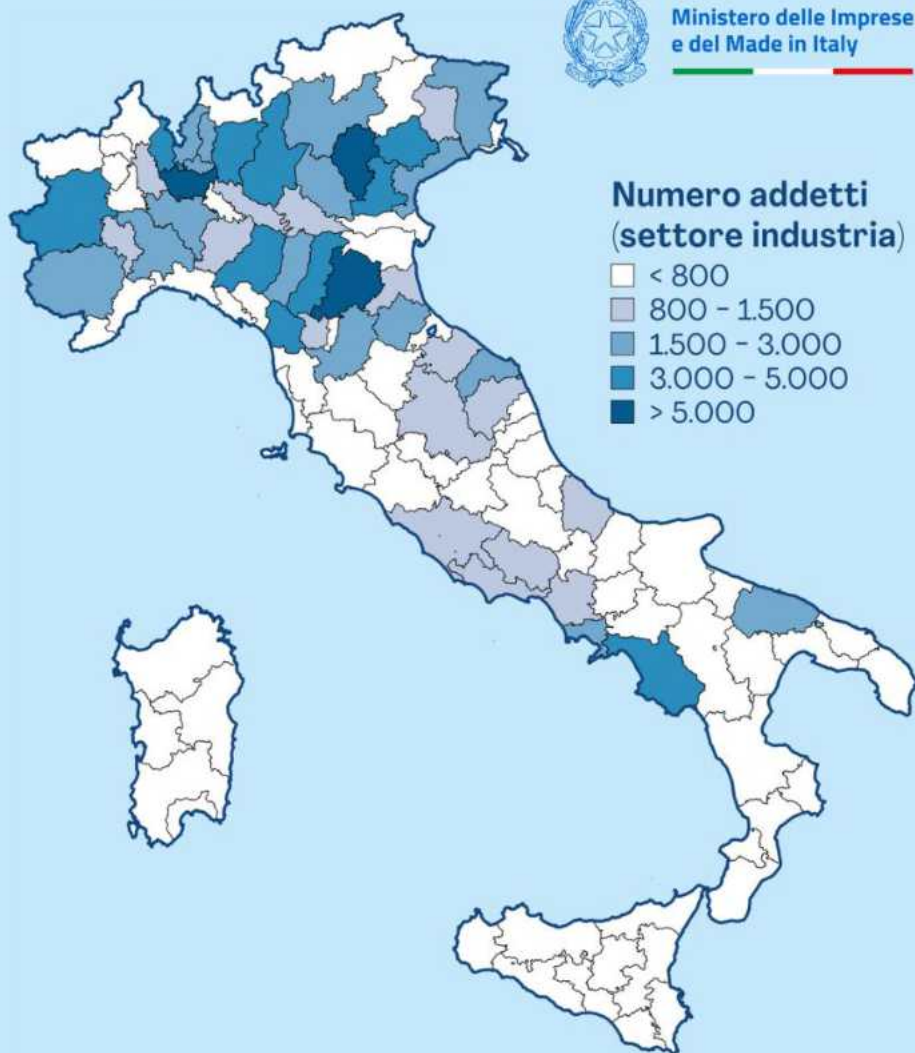 Ministero delle Imprese
e del Made in Italy
Numero addetti
(settore industria)
< 800
800 - 1.500
1.500 - 3.000
3.000 - 5.000
> 5.000